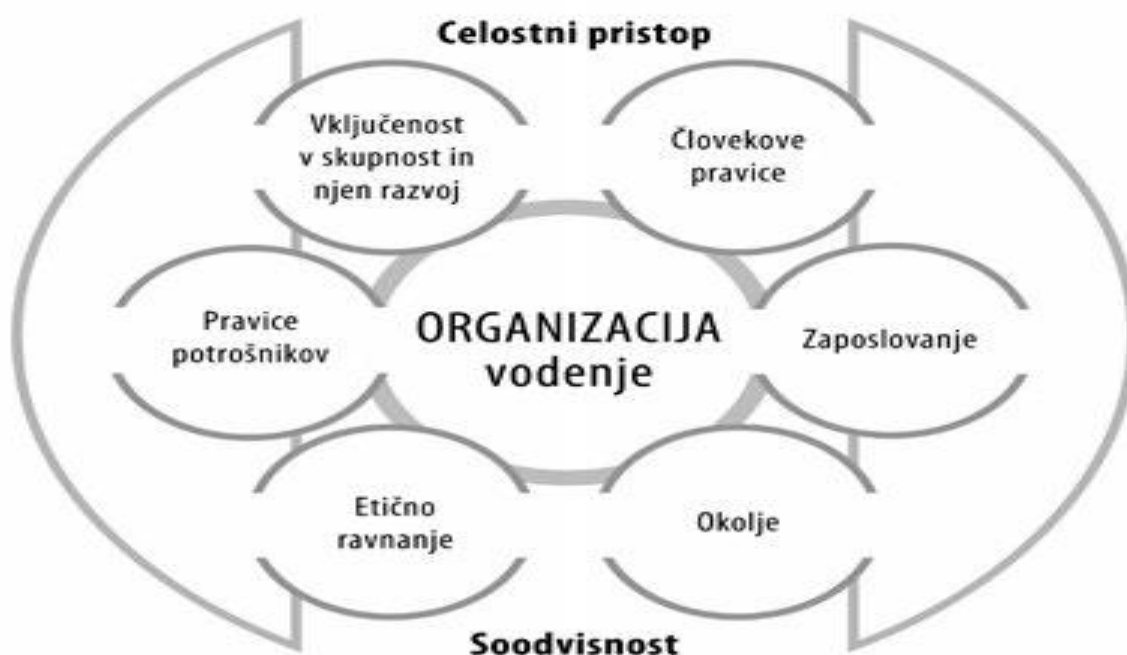 Celostni pristop
Vključenost
v skupnost in
njen razvoj
Človekove
pravice
Pravice
potrošnikov
ORGANIZACIJA
vodenje
Zaposlovanje
Etično
ravnanje
Okolje
Soodvisnost